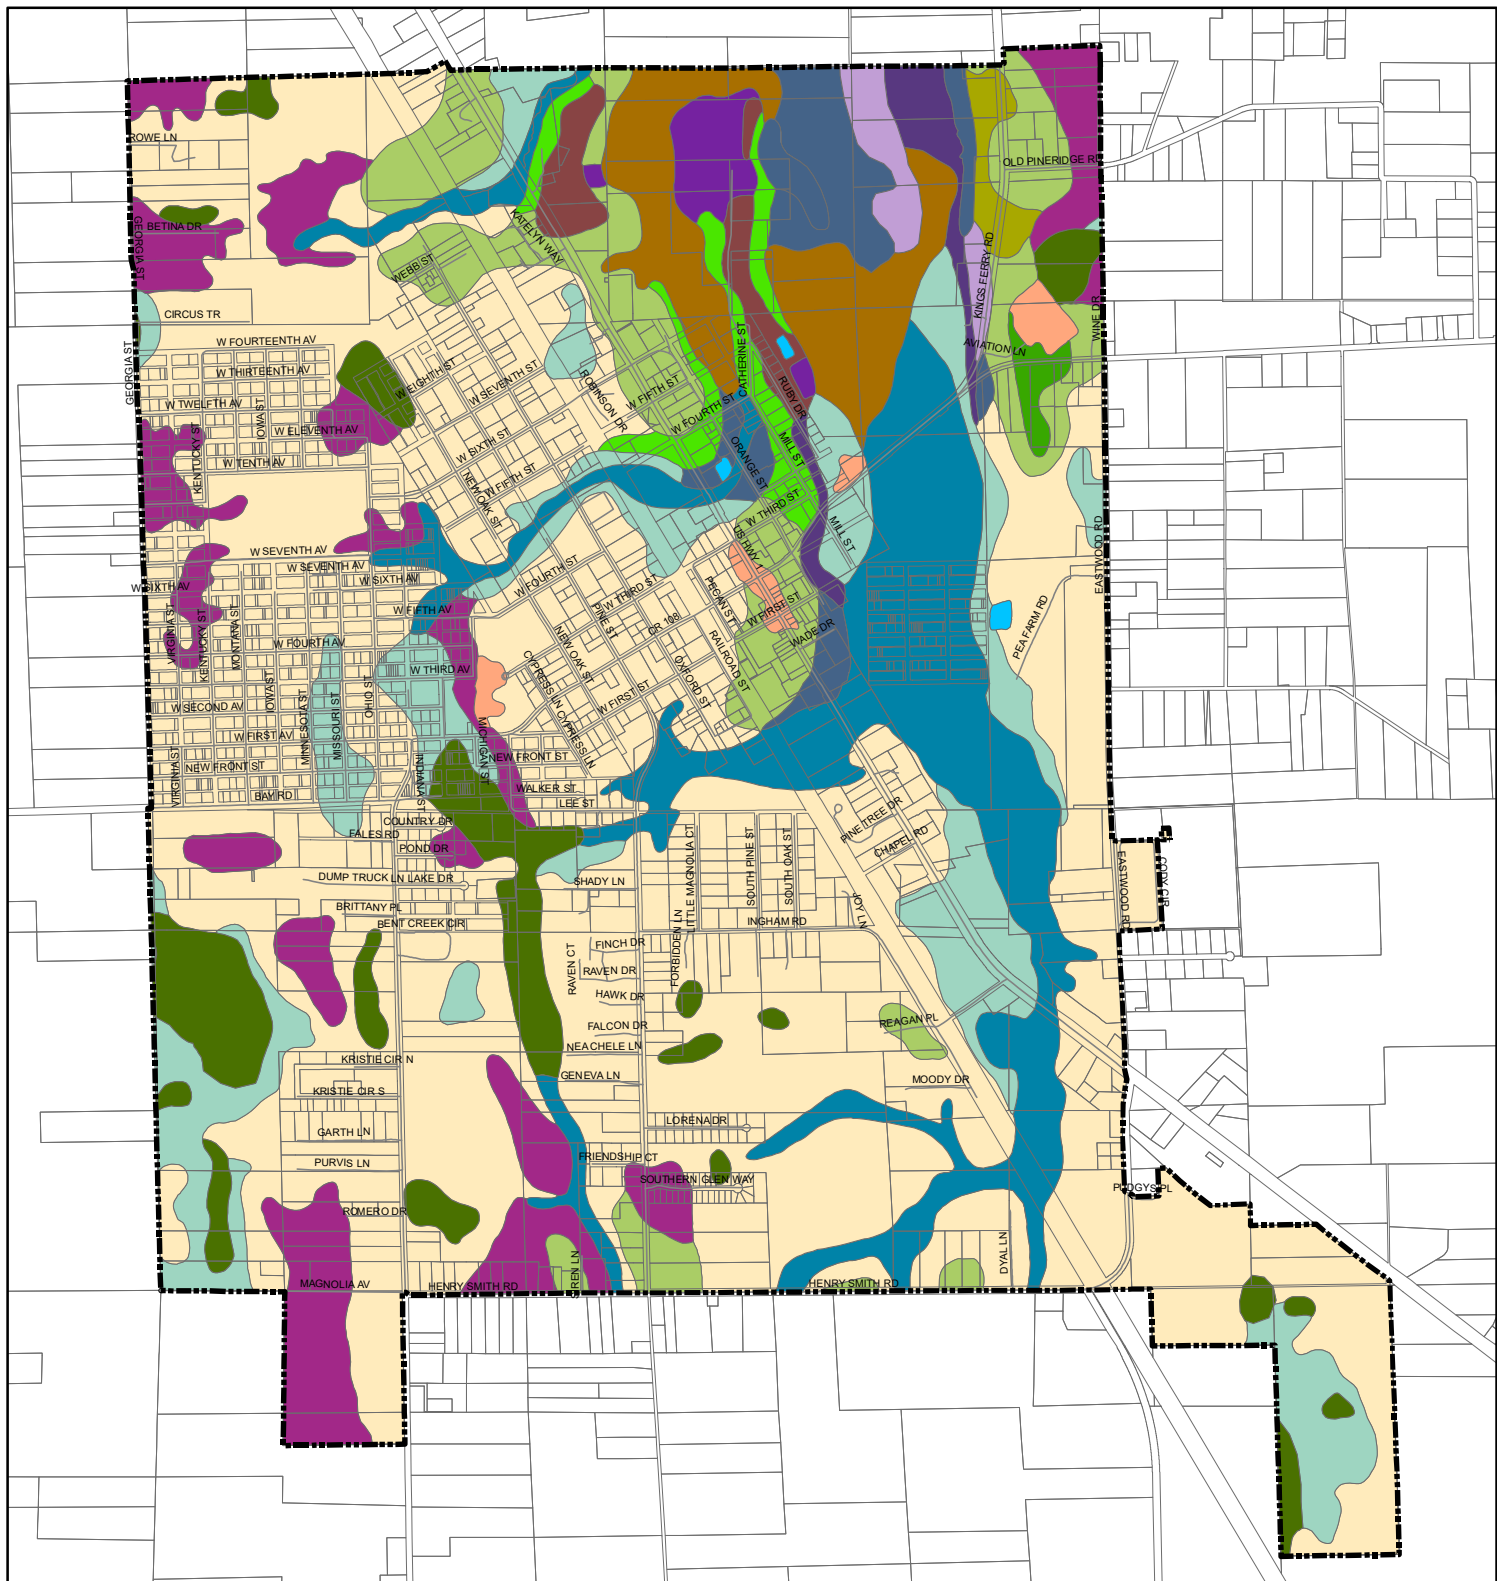 ROWE LN
OLD PINERIDGE RD
BETINA DR
GEORGIA ST
KATELYN WAY
WEBB ST
KINGS FERRY RD
CIRCUS TR
WINE DR
GEORGIA ST
W FOURTEENTH AV
W THIRTEENTH AV
W EIGHTH ST
W SEVENTH ST
ROBINSON DR
CATHERINE ST
AVIATION LN
W FIFTH ST
RUBY DR
W TWELFTH AV
IOWA ST
W ELEVENTH AV
W FOURTH ST
KENTUCKY ST
W SIXTH ST
ORANGE ST
MILL ST
W TENTH AV
W FIFTH ST
NEW OAK ST
W THIRD ST
MILL ST
US HWY 1
EASTWOOD RD
W SEVENTH AV
W SEVENTH AV
W SIXTH AV
W SIXTH AV
W FOURTH ST
W THIRD ST
PECAN ST
W FIRST ST
W FIFTH AV
PINE ST
CR 108
WADE DR
PEA FARM RD
VIRGINIA ST
KENTUCKY ST
MONTANA ST
W FOURTH AV
NEW OAK ST
RAILROAD ST
W THIRD AV
CYPRESS LN
CYPRESS LN
OXFORD ST
W FIRST ST
IOWA ST
MINNESOTA ST
MISSOURI ST
OHIO ST
W SECOND AV
W FIRST AV
MICHIGAN ST
NEW FRONT ST
NEW FRONT ST
VIRGINIA ST
INDIANA ST
BAY RD
WALKER ST
LEE ST
COUNTRY DR
FALES RD
POND DR
PINE TREE DR
CHAPEL RD
LITTLE MAGNOLIA CT
SOUTH PINE ST
SOUTH OAK ST
EASTWOOD RD
CODY CIR
DUMP TRUCK LN
LAKE DR
SHADY LN
BRITTANY PL
BENT CREEK CIR
INGHAM RD
JOY LN
FORBIDDEN LN
RAVEN CT
FINCH DR
RAVEN DR
HAWK DR
FALCON DR
REAGAN PL
NEACHELE LN
KRISTIE CIR N
GENEVA LN
MOODY DR
KRISTIE CIR S
LORENA DR
GARTH LN
FRIENDSHIP CT
PURVIS LN
SOUTHERN GLEN WAY
PUDGYS PL
ROMERO DR
DYAL LN
MAGNOLIA AV
HENRY SMITH RD
HENRY SMITH RD